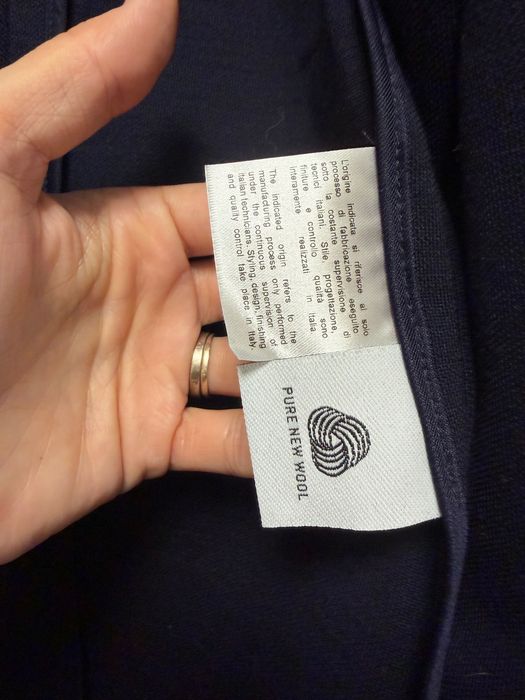 L'origine indicata si riferisce al solo
processo di fabbricazione eseguito
sotto la costante supervisione di
tecnici italiani. Stile, progettazione,
finiture e controllo qualità sono
interamente realizzati in Italia
The indicated origin refers to the
manufacturing process only performed
under the continuous supervision of
Italian technicians. Styling, design, finishing
and quality control take place in Italy.
PURE NEW WOOL